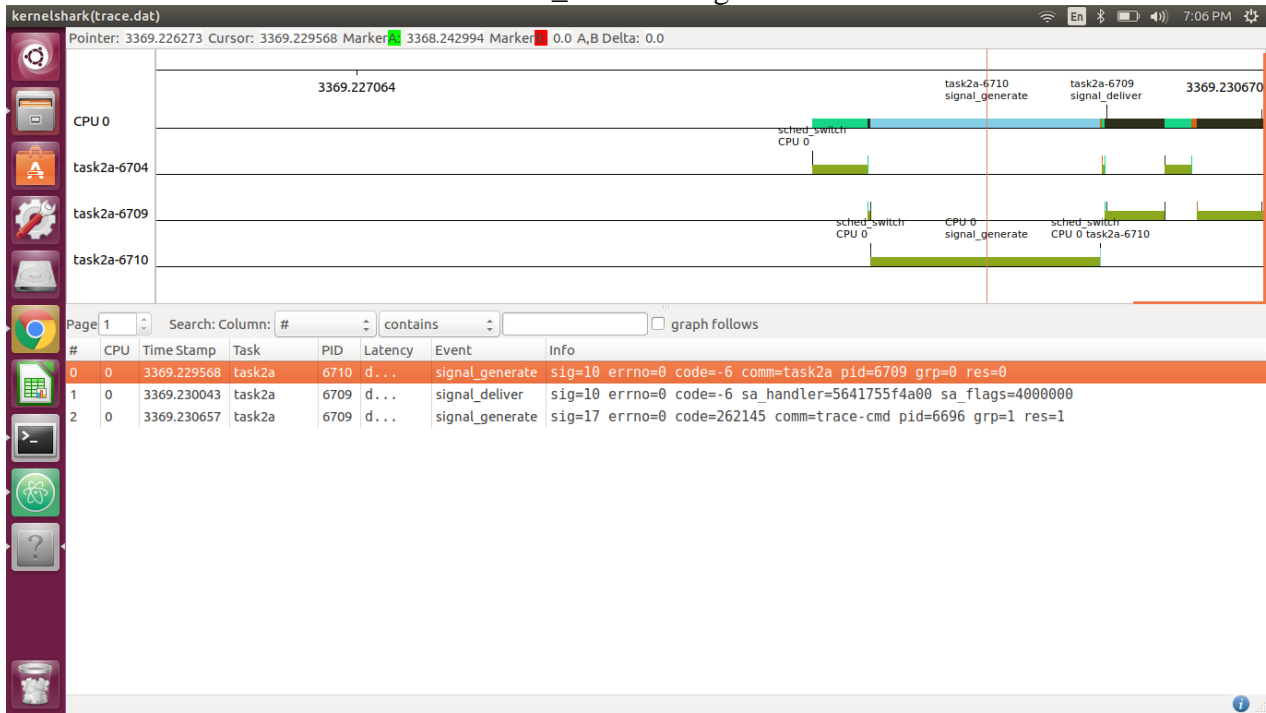 kernelshark(trace.dat)
En
7:06 PM
Pointer: 3369.226273 Cursor: 3369.229568 MarkerA: 3368.242994 Marker 0.0 A,B Delta: 0.0
3369.227064
task2a-6710
signal_generate
task2a-6709
signal_deliver
3369.230670
CPU 0
sched_switch
CPU 0
task2a-6704
task2a-6709
sched_switch
CPU 0
CPU 0
signal_generate
sched_switch
CPU 0 task2a-6710
task2a-6710
Page 1 Search: Column: # contains graph follows
# CPU Time Stamp Task PID Latency Event Info
0 0 3369.229568 task2a 6710 d... signal_generate sig=10 errno=0 code=-6 comm=task2a pid=6709 grp=0 res=0
1 0 3369.230043 task2a 6709 d... signal_deliver sig=10 errno=0 code=-6 sa_handler=5641755f4a00 sa_flags=4000000
2 0 3369.230657 task2a 6709 d... signal_generate sig=17 errno=0 code=262145 comm=trace-cmd pid=6696 grp=1 res=1